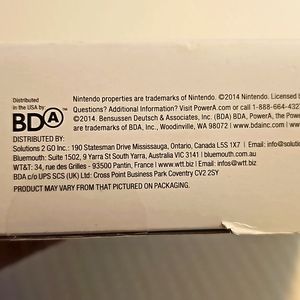 Distributed
in the USA by:
BDA™
Nintendo properties are trademarks of Nintendo. ©2014 Nintendo. Licensed b
Questions? Additional Information? Visit PowerA.com or call 1-888-664-432
©2014. Bensussen Deutsch & Associates, Inc. (BDA) BDA, PowerA, the Powe
are trademarks of BDA, Inc., Woodinville, WA 98072 | www.bdainc.com | www
DISTRIBUTED BY:
Solutions 2 GO Inc.: 190 Statesman Drive Mississauga, Ontario, Canada L5S 1X7 | Email: info@solutio
Bluemouth: Suite 1502, 9 Yarra St South Yarra, Australia VIC 3141 | bluemouth.net
WT&T: 34, rue des Grilles - 93500 Pantin, France | www.wtt.biz | Email: infos@wtt.biz
BDA c/o UPS SCS (UK) Ltd: Cross Point Business Park Coventry CV2 2SY
PRODUCT MAY VARY FROM THAT PICTURED ON PACKAGING.